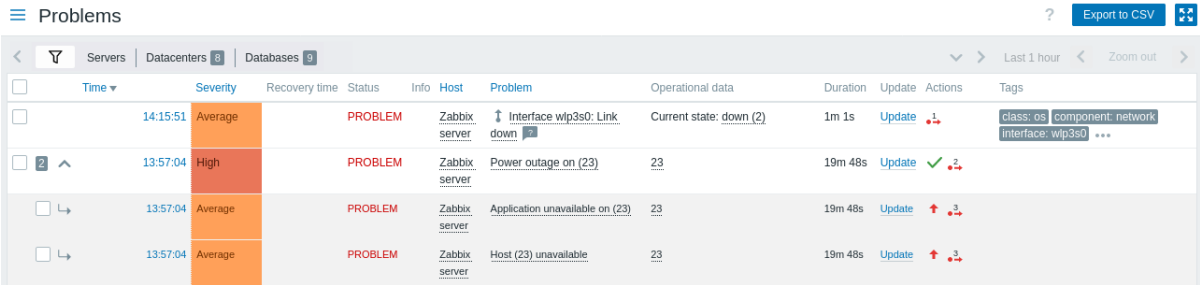 Problems ? Export to CSV
Servers Datacenters 8 Databases 9 Last 1 hour Zoom out
Time Severity Recovery time Status Info Host Problem Operational data Duration Update Actions Tags
14:15:51 Average PROBLEM Zabbix Interface wlp3s0: Link Current state: down (2) 1m 1s Update 1 class: os component: network
server down ? interface: wlp3s0 •••
2 13:57:04 High PROBLEM Zabbix Power outage on (23) 23 19m 48s Update 2
server
13:57:04 Average PROBLEM Zabbix Application unavailable on (23) 23 19m 48s Update 3
server
13:57:04 Average PROBLEM Zabbix Host (23) unavailable 23 19m 48s Update 3
server